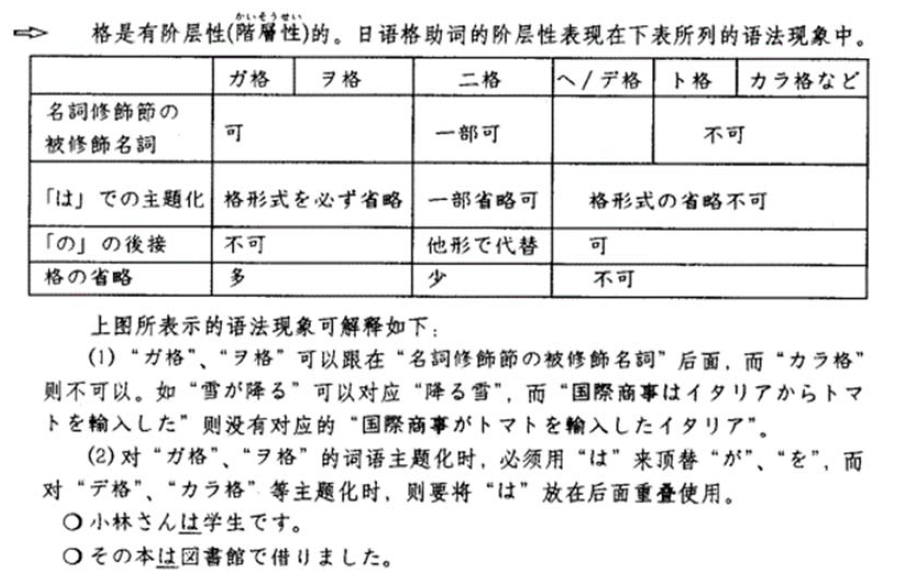 ⇨ 格是有阶层性(階層性かいそうせい)的。日语格助词的阶层性表现在下表所列的语法现象中。
ガ格 ヲ格 ニ格 ヘ/デ格 ト格 カラ格など
名詞修飾節の被修飾名詞 可 一部可 不可
「は」での主題化 格形式を必ず省略 一部省略可 格形式の省略不可
「の」の後接 不可 他形で代替 可
格の省略 多 少 不可
上图所表示的语法现象可解释如下：
(1)“ガ格”、“ヲ格”可以跟在“名詞修飾節の被修飾名詞”后面，而“カラ格”
则不可以。如“雪が降る”可以对应“降る雪”，而“国際商事はイタリアからトマ
トを輸入した”则没有对应的“国際商事がトマトを輸入したイタリア”。
(2)对“ガ格”、“ヲ格”的词语主题化时，必须用“は”来顶替“が”、“を”，而
对“デ格”、“カラ格”等主题化时，则要将“は”放在后面重叠使用。
○小林さんは学生です。
○その本は図書館で借りました。